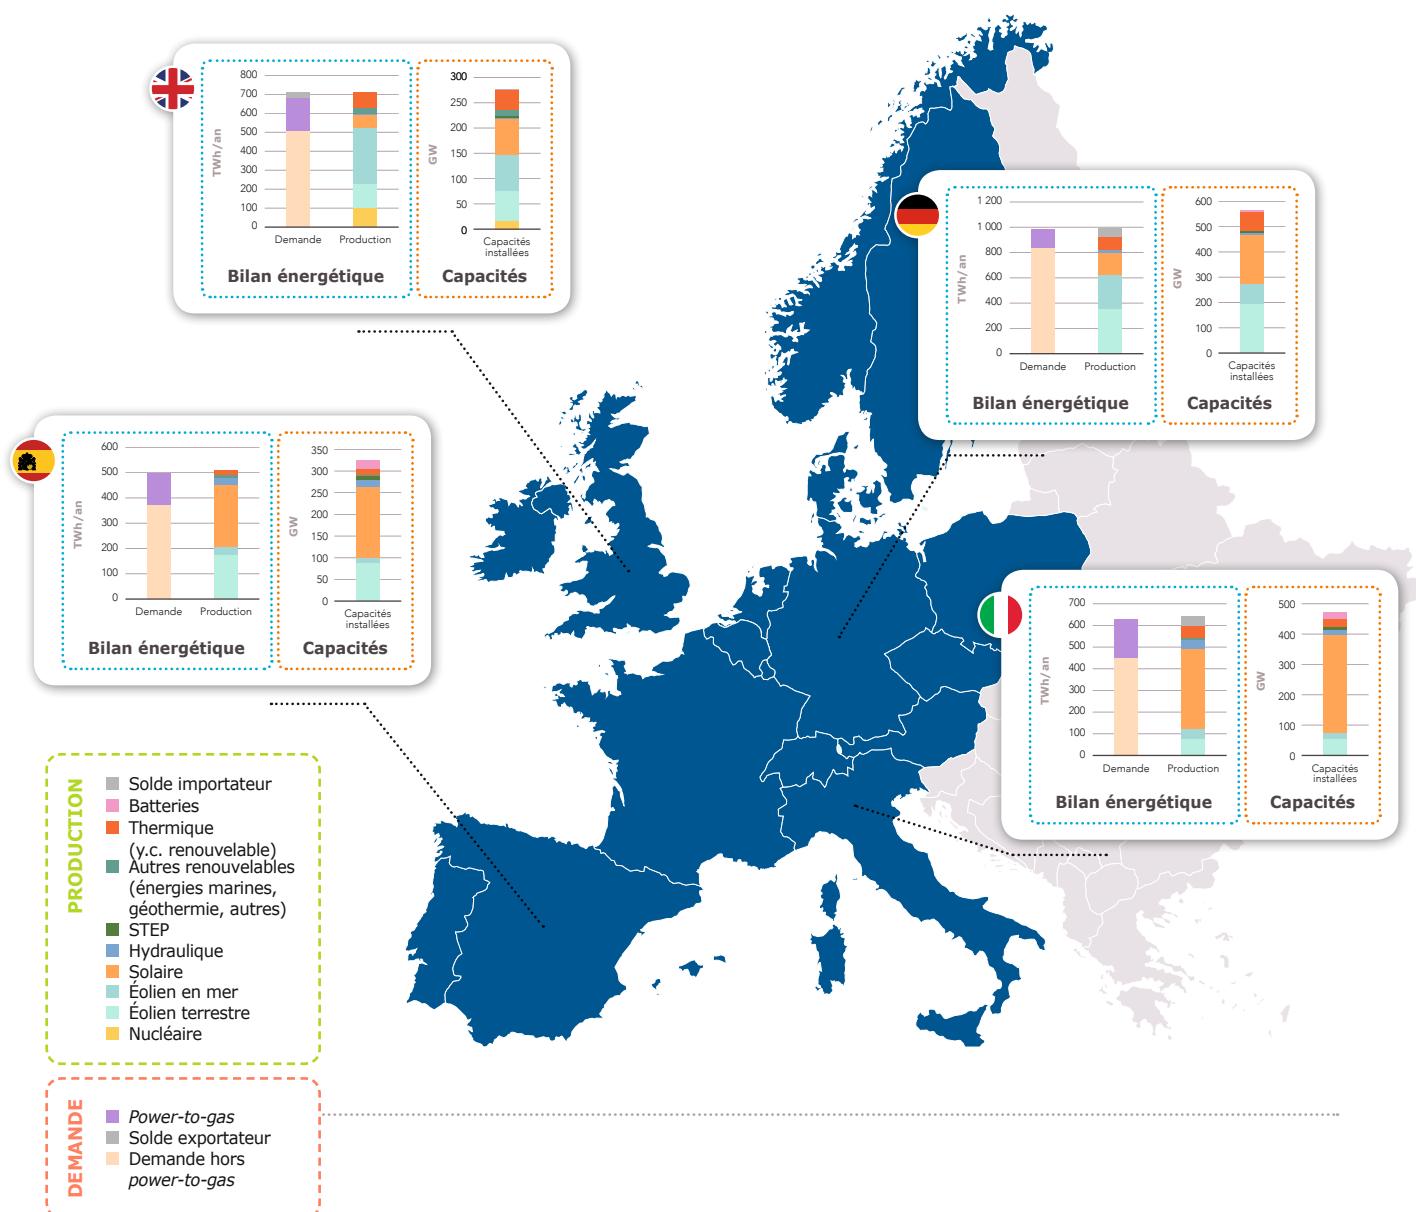 800
700
600
500
400
300
200
100
0
TWh/an
Demande
Production
Bilan énergétique
300
250
200
150
100
50
0
GW
Capacités
installées
Capacités
1 200
1 000
800
600
400
200
0
TWh/an
Demande
Production
Bilan énergétique
600
500
400
300
200
100
0
GW
Capacités
installées
Capacités
600
500
400
300
200
100
0
TWh/an
Demande
Production
Bilan énergétique
350
300
250
200
150
100
50
0
GW
Capacités
installées
Capacités
700
600
500
400
300
200
100
0
TWh/an
Demande
Production
Bilan énergétique
500
400
300
200
100
0
GW
Capacités
installées
Capacités
PRODUCTION
Solde importateur
Batteries
Thermique
(y.c. renouvelable)
Autres renouvelables
(énergies marines,
géothermie, autres)
STEP
Hydraulique
Solaire
Éolien en mer
Éolien terrestre
Nucléaire
DEMANDE
Power-to-gas
Solde exportateur
Demande hors
power-to-gas